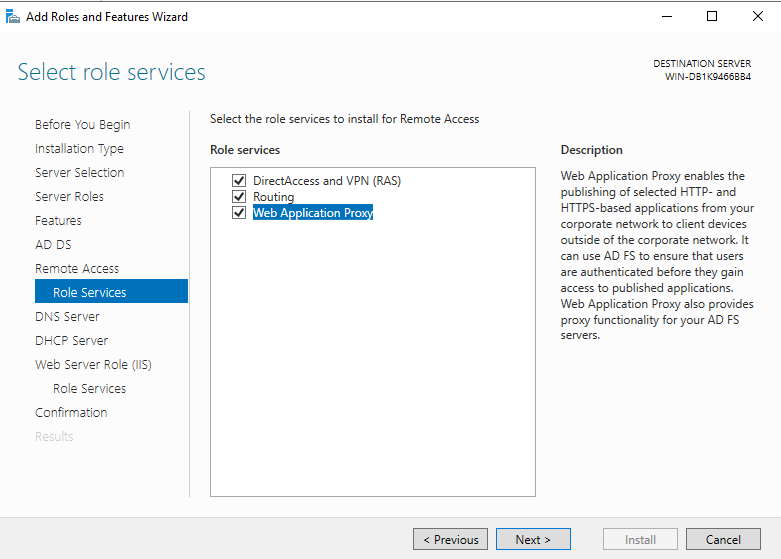 Add Roles and Features Wizard
Select role services
DESTINATION SERVER
WIN-DB1K9466BB4
Before You Begin
Installation Type
Server Selection
Server Roles
Features
AD DS
Remote Access
Role Services
DNS Server
DHCP Server
Web Server Role (IIS)
Role Services
Confirmation
Results
Select the role services to install for Remote Access
Role services
DirectAccess and VPN (RAS)
Routing
Web Application Proxy
Description
Web Application Proxy enables the
publishing of selected HTTP- and
HTTPS-based applications from your
corporate network to client devices
outside of the corporate network. It
can use AD FS to ensure that users
are authenticated before they gain
access to published applications.
Web Application Proxy also provides
proxy functionality for your AD FS
servers.
< Previous
Next >
Install
Cancel